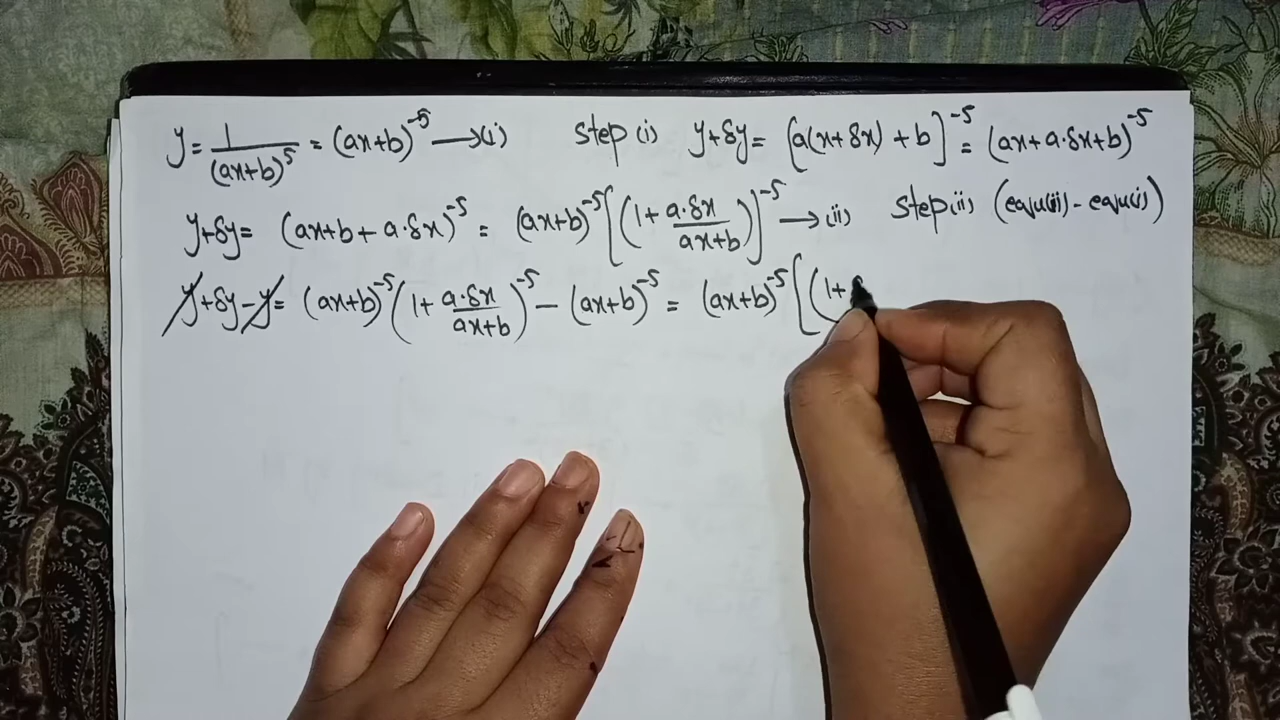 y = 1/(ax+b)^5 = (ax+b)^-5 ⟶(i) step (i) y+δy = [a(x+δx) + b]^-5 = (ax+a·δx+b)^-5
y+δy = (ax+b + a·δx)^-5 = (ax+b)^-5 [(1 + a·δx/ax+b)]^-5 ⟶(ii) step(ii) (equ(ii) - equ(i))
y+δy-y = (ax+b)^-5 (1 + a·δx/ax+b)^-5 - (ax+b)^-5 = (ax+b)^-5 [(1+